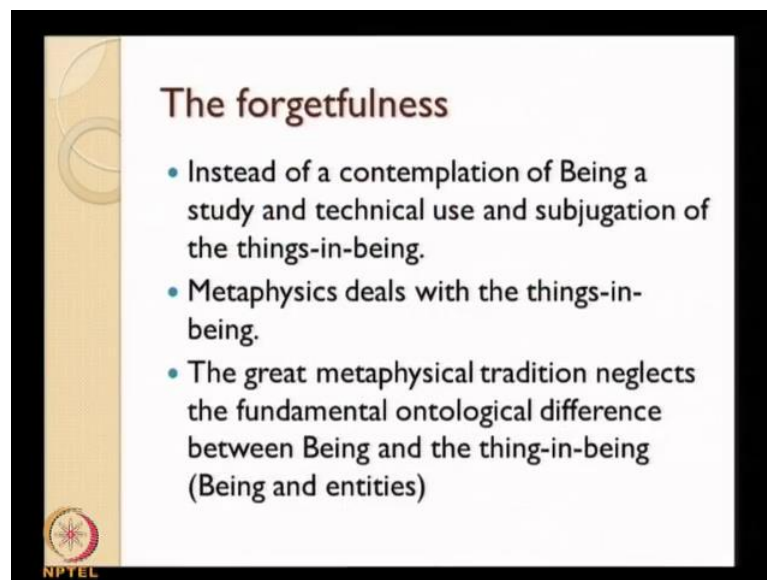 The forgetfulness
• Instead of a contemplation of Being a
study and technical use and subjugation of
the things-in-being.
• Metaphysics deals with the things-in-
being.
• The great metaphysical tradition neglects
the fundamental ontological difference
between Being and the thing-in-being
(Being and entities)
NPTEL